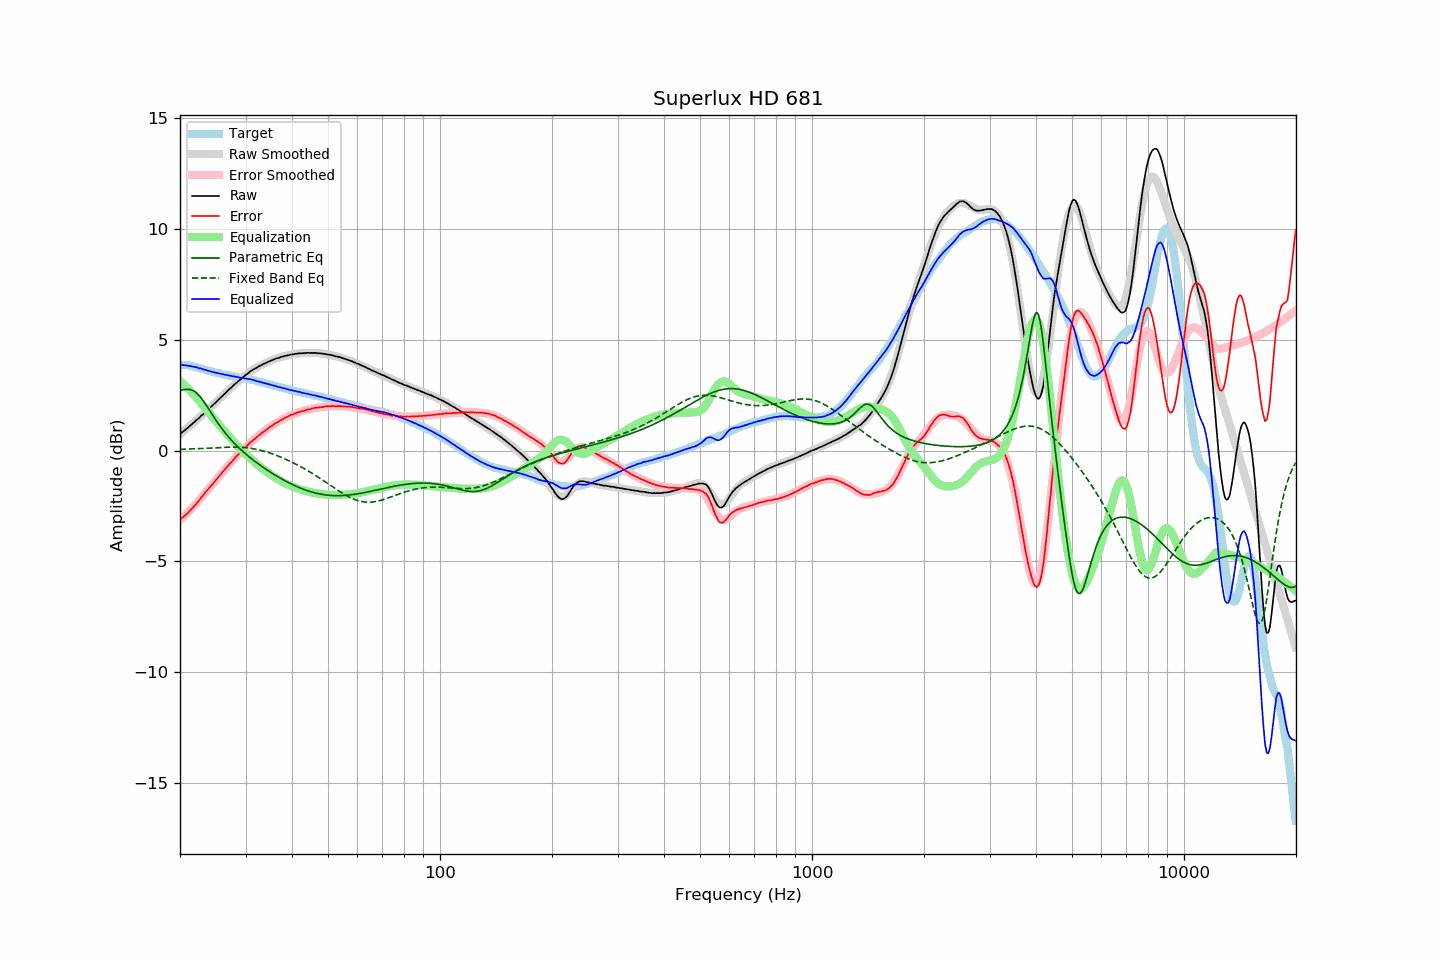 Superlux HD 681
15
10
5
0
−5
−10
−15
Amplitude (dBr)
Target
Raw Smoothed
Error Smoothed
Raw
Error
Equalization
Parametric Eq
Fixed Band Eq
Equalized
100
1000
10000
Frequency (Hz)